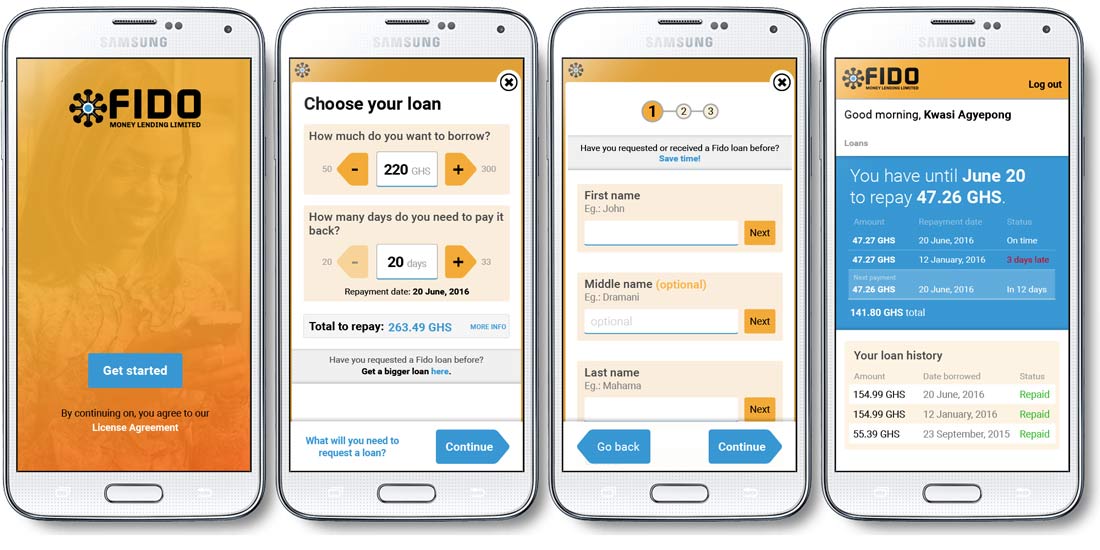 SAMSUNG
FIDO
MONEY LENDING LIMITED
Get started
By continuing on, you agree to our
License Agreement
SAMSUNG
Choose your loan
How much do you want to borrow?
50 - 220 GHS + 300
How many days do you need to pay it
back?
20 - 20 days + 33
Repayment date: 20 June, 2016
Total to repay: 263.49 GHS MORE INFO
Have you requested a Fido loan before?
Get a bigger loan here.
What will you need to
request a loan?
Continue
SAMSUNG
1 2 3
Have you requested or received a Fido loan before?
Save time!
First name
Eg.: John
Next
Middle name (optional)
Eg.: Dramani
optional Next
Last name
Eg.: Mahama
Next
Go back Continue
SAMSUNG
FIDO
MONEY LENDING LIMITED
Log out
Good morning, Kwasi Agyepong
Loans
You have until June 20
to repay 47.26 GHS.
Amount Repayment date Status
47.27 GHS 20 June, 2016 On time
47.27 GHS 12 January, 2016 3 days late
Next payment
47.26 GHS 20 June, 2016 In 12 days
141.80 GHS total
Your loan history
Amount Date borrowed Status
154.99 GHS 20 June, 2016 Repaid
154.99 GHS 12 January, 2016 Repaid
55.39 GHS 23 September, 2015 Repaid